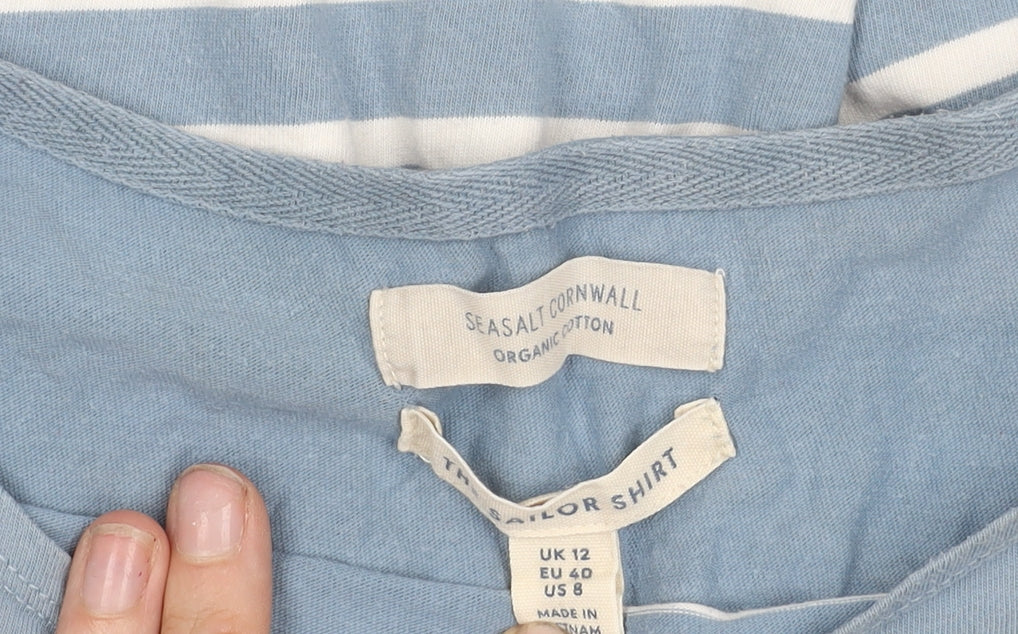 SEASALT CORNWALL
ORGANIC COTTON
THE SAILOR SHIRT
UK 12
EU 40
US 8
MADE IN